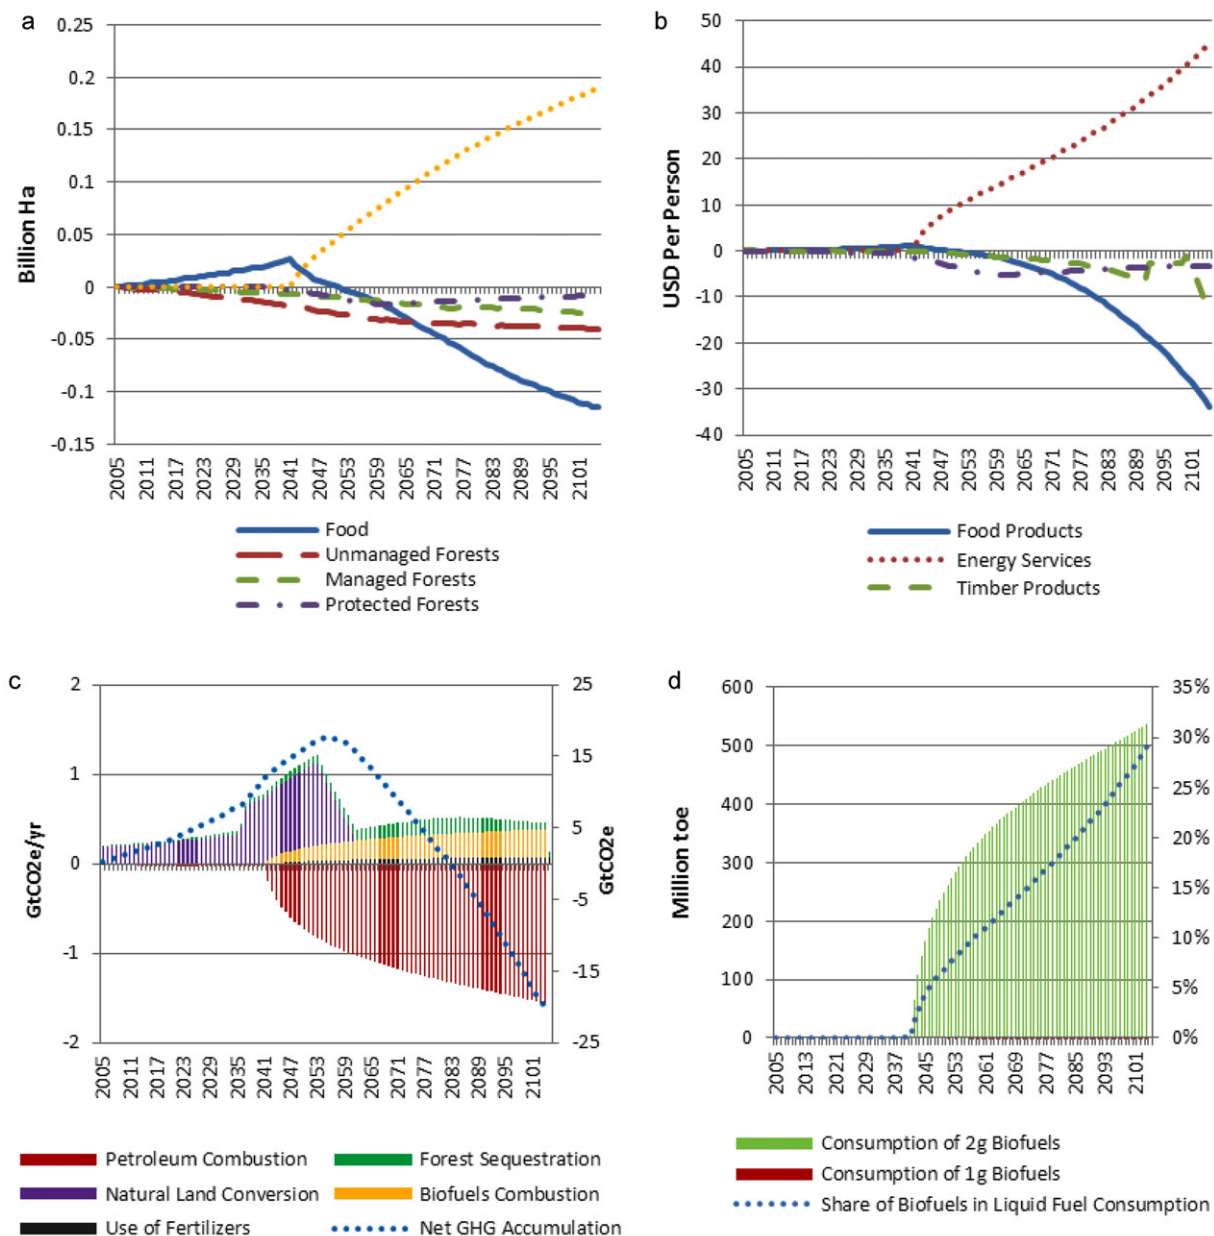 a
Billion Ha
0.25
0.2
0.15
0.1
0.05
0
-0.05
-0.1
-0.15
2005 2011 2017 2023 2029 2035 2041 2047 2053 2059 2065 2071 2077 2083 2089 2095 2101
Food
Unmanaged Forests
Managed Forests
Protected Forests
b
USD Per Person
50
40
30
20
10
0
-10
-20
-30
-40
2005 2011 2017 2023 2029 2035 2041 2047 2053 2059 2065 2071 2077 2083 2089 2095 2101
Food Products
Energy Services
Timber Products
c
GtCO2e/yr
2
1
0
-1
-2
25
15
5
-5
-15
-25
GtCO2e
2005 2011 2017 2023 2029 2035 2041 2047 2053 2059 2065 2071 2077 2083 2089 2095 2101
Petroleum Combustion
Forest Sequestration
Natural Land Conversion
Biofuels Combustion
Use of Fertilizers
Net GHG Accumulation
d
Million toe
600
500
400
300
200
100
0
35%
30%
25%
20%
15%
10%
5%
0%
2005 2013 2021 2029 2037 2045 2053 2061 2069 2077 2085 2093 2101
Consumption of 2g Biofuels
Consumption of 1g Biofuels
Share of Biofuels in Liquid Fuel Consumption